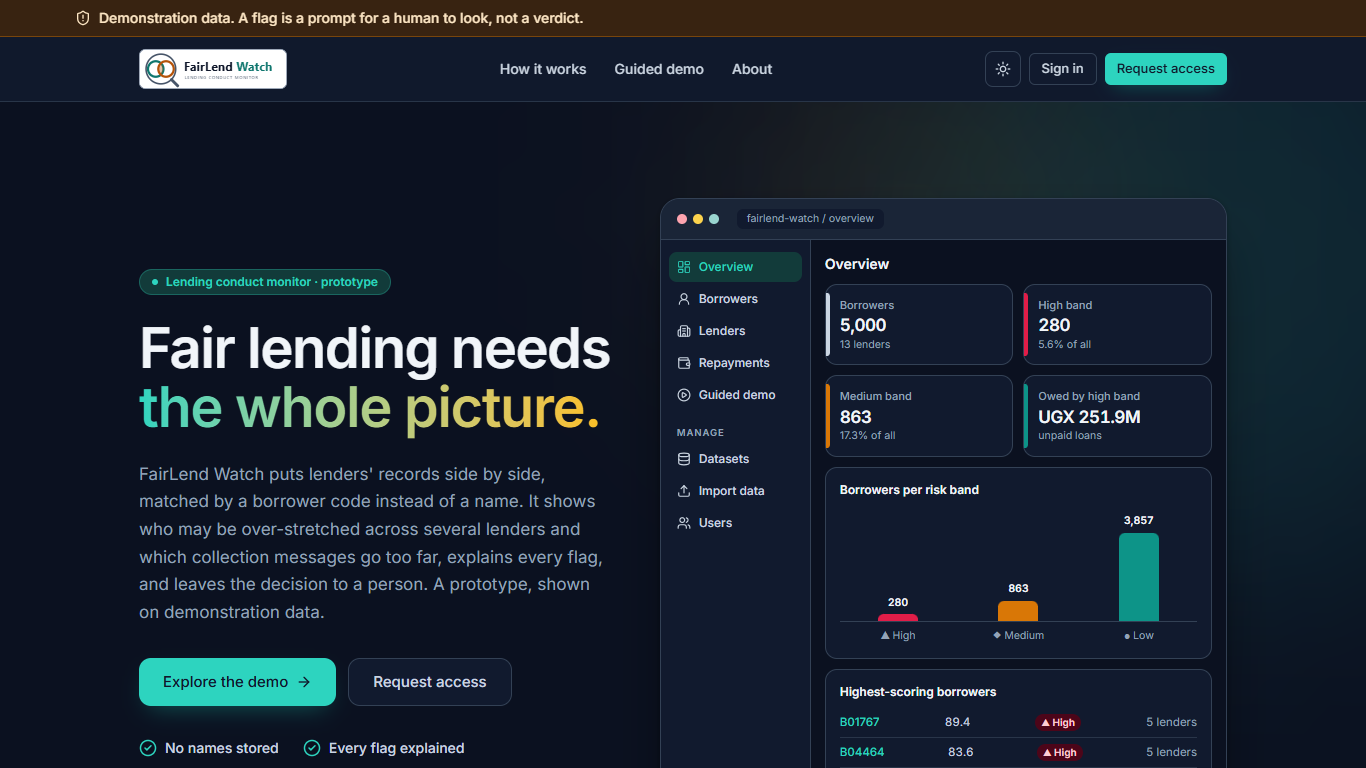 Demonstration data. A flag is a prompt for a human to look, not a verdict.
FairLend Watch
LENDING CONDUCT MONITOR
How it works
Guided demo
About
Sign in
Request access
Lending conduct monitor · prototype
Fair lending needs
the whole picture.
FairLend Watch puts lenders' records side by side,
matched by a borrower code instead of a name. It shows
who may be over-stretched across several lenders and
which collection messages go too far, explains every flag,
and leaves the decision to a person. A prototype, shown
on demonstration data.
Explore the demo
Request access
No names stored
Every flag explained
fairlend-watch / overview
Overview
Borrowers
Lenders
Repayments
Guided demo
MANAGE
Datasets
Import data
Users
Overview
Borrowers
5,000
13 lenders
High band
280
5.6% of all
Medium band
863
17.3% of all
Owed by high band
UGX 251.9M
unpaid loans
Borrowers per risk band
280
863
3,857
▲ High
◆ Medium
● Low
Highest-scoring borrowers
B01767 89.4 ▲ High 5 lenders
B04464 83.6 ▲ High 5 lenders